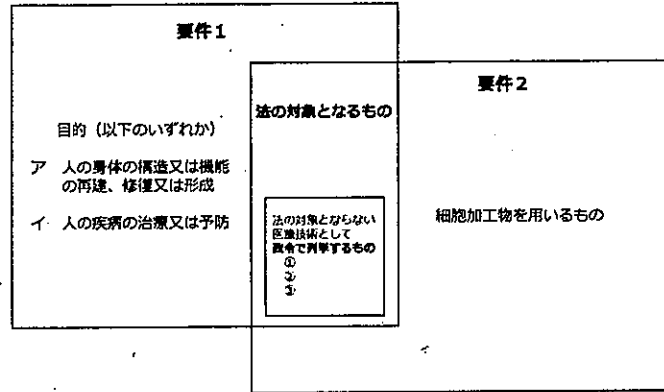 要件1
目的（以下のいずれか）
ア　人の身体の構造又は機能
の再建、修復又は形成
イ　人の疾病の治療又は予防
法の対象となるもの
法の対象とならない
医療技術として
政令で列挙するもの
①
②
③
要件2
細胞加工物を用いるもの